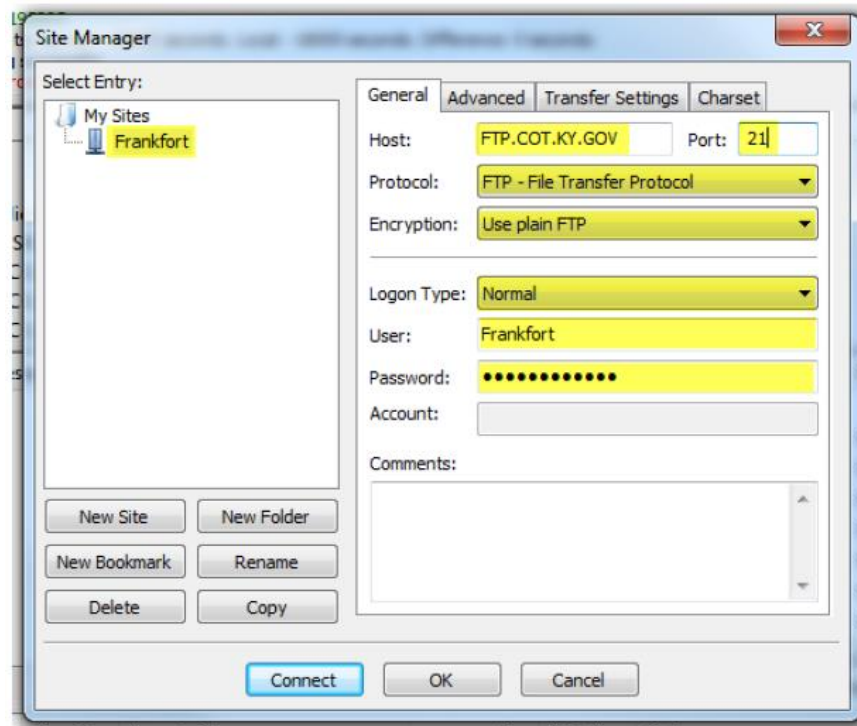 Site Manager
Select Entry:
My Sites
Frankfort
General Advanced Transfer Settings Charset
Host: FTP.COT.KY.GOV Port: 21
Protocol: FTP - File Transfer Protocol
Encryption: Use plain FTP
Logon Type: Normal
User: Frankfort
Password: ●●●●●●●●●●●●
Account:
Comments:
New Site New Folder
New Bookmark Rename
Delete Copy
Connect OK Cancel